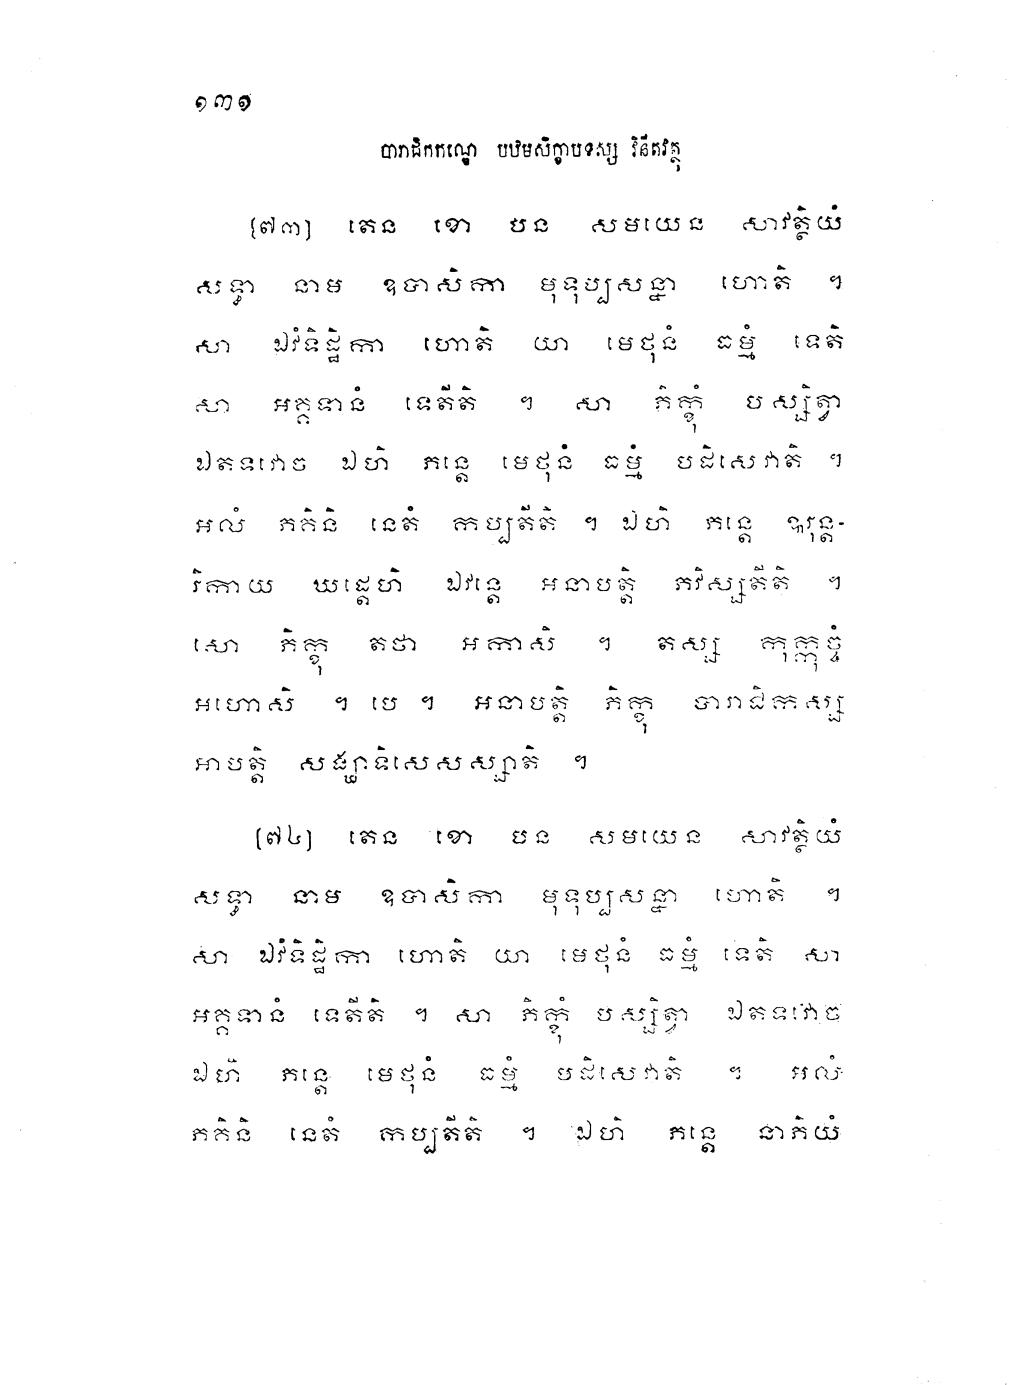 ១៣១
បារាជិកកណ្ឌេ បឋមសិក្ខាបទស្ស វិនីតវត្ថុ
[៧៣] តេន ខោ បន សមយេន សាវត្ថិយំ
សទ្ធា នាម ឧបាសិកា មុទុប្បសន្នា ហោតិ ។
សា ឯវំទិដ្ឋិកា ហោតិ យា មេថុនំ ធម្មំ ទេតិ
សា អគ្គទានំ ទេតីតិ ។ សា ភិក្ខុំ បស្សិត្វា
ឯតទវោច ឯហិ ភន្តេ មេថុនំ ធម្មំ បដិសេវាតិ ។
អលំ ភគិនិ នេតំ កប្បតីតិ ។ ឯហិ ភន្តេ ឩរុន្ត-
រិកាយ ឃដ្តេហិ ឯវន្តេ អនាបត្តិ ភវិស្សតីតិ ។
សោ ភិក្ខុ តថា អកាសិ ។ តស្ស កុក្កុច្ចំ
អហោសិ ។ បេ ។ អនាបត្តិ ភិក្ខុ បារាជិកស្ស
អាបត្តិ សង្ឃាទិសេសស្សាតិ ។
[៧៤] តេន ខោ បន សមយេន សាវត្ថិយំ
សទ្ធា នាម ឧបាសិកា មុទុប្បសន្នា ហោតិ ។
សា ឯវំទិដ្ឋិកា ហោតិ យា មេថុនំ ធម្មំ ទេតិ សា
អគ្គទានំ ទេតីតិ ។ សា ភិក្ខុំ បស្សិត្វា ឯតទវោច
ឯហិ ភន្តេ មេថុនំ ធម្មំ បដិសេវាតិ ។ អលំ
ភគិនិ នេតំ កប្បតីតិ ។ ឯហិ ភន្តេ នាភិយំ